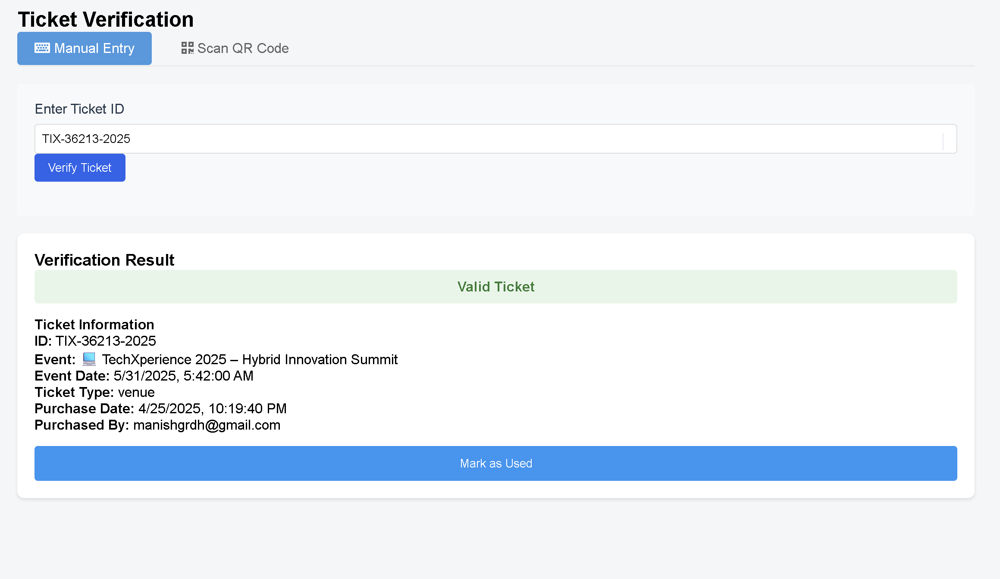 Ticket Verification
Manual Entry
Scan QR Code
Enter Ticket ID
TIX-36213-2025
Verify Ticket
Verification Result
Valid Ticket
Ticket Information
ID: TIX-36213-2025
Event: 💻 TechXperience 2025 – Hybrid Innovation Summit
Event Date: 5/31/2025, 5:42:00 AM
Ticket Type: venue
Purchase Date: 4/25/2025, 10:19:40 PM
Purchased By: manishgrdh@gmail.com
Mark as Used